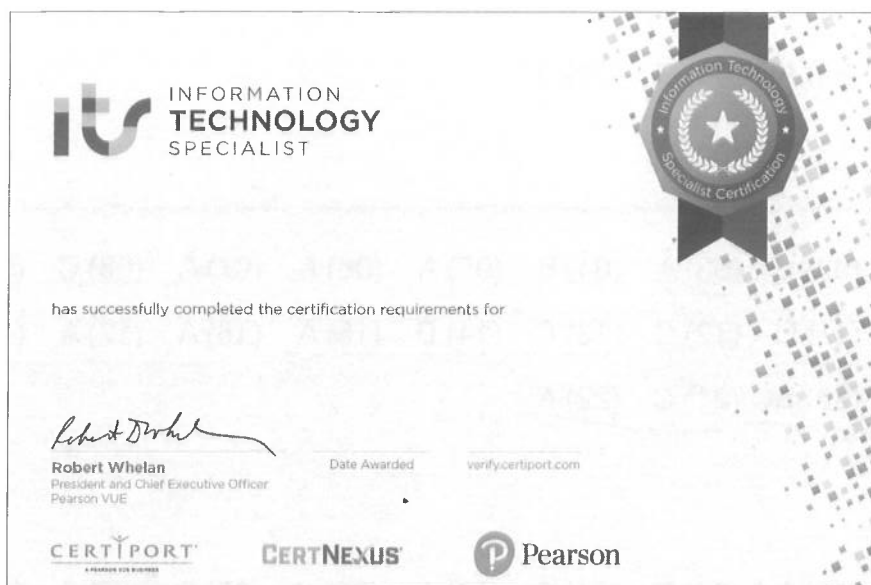 its
INFORMATION
TECHNOLOGY
SPECIALIST
Information Technology
Specialist Certification
has successfully completed the certification requirements for
Robert Whelan
President and Chief Executive Officer
Pearson VUE
Date Awarded
verify.certiport.com
CERTIPORT
A PEARSON VUE BUSINESS
CERTNEXUS
P Pearson